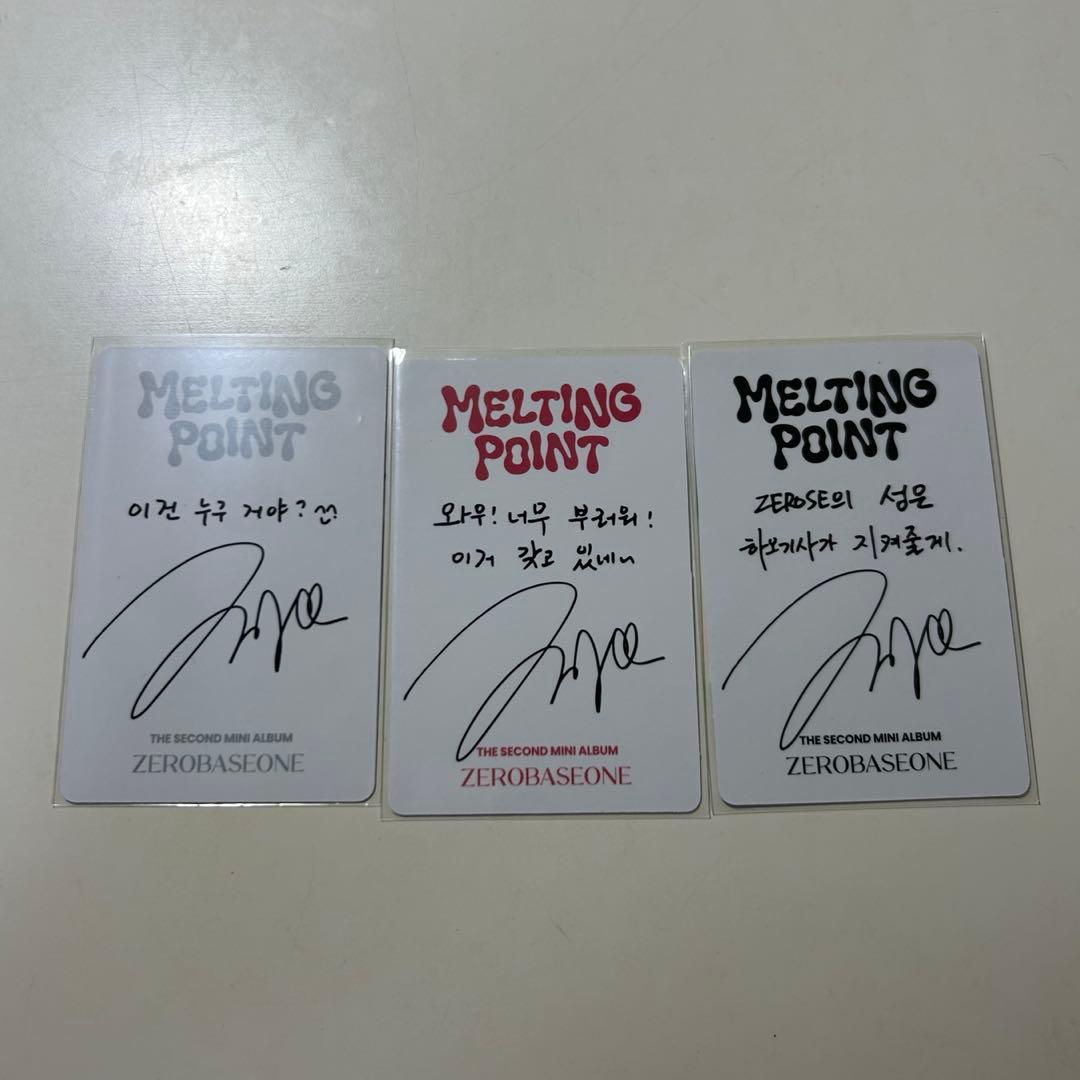 MELTING
POINT
이건 누구 거야?
THE SECOND MINI ALBUM
ZEROBASEONE
MELTING
POINT
와우! 너무 부러워!
이거 갖고 있네
THE SECOND MINI ALBUM
ZEROBASEONE
MELTING
POINT
ZEROSE의 성은
하오기사가 지켜줄게.
THE SECOND MINI ALBUM
ZEROBASEONE